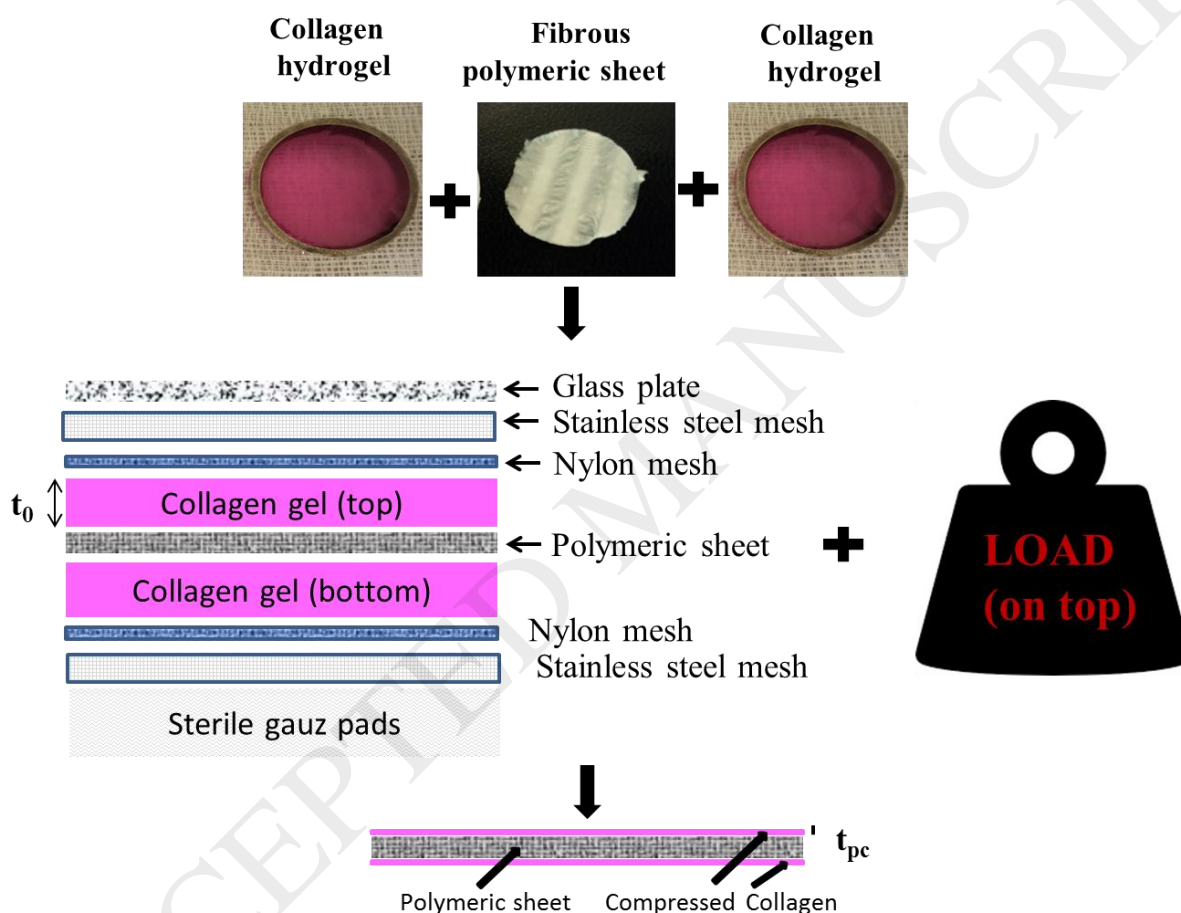 Collagen
hydrogel
Fibrous
polymeric sheet
Collagen
hydrogel
Glass plate
Stainless steel mesh
Nylon mesh
t0
Collagen gel (top)
Polymeric sheet
Collagen gel (bottom)
Nylon mesh
Stainless steel mesh
Sterile gauz pads
LOAD
(on top)
tpc
Polymeric sheet
Compressed Collagen
CEPTED MANUSCRI